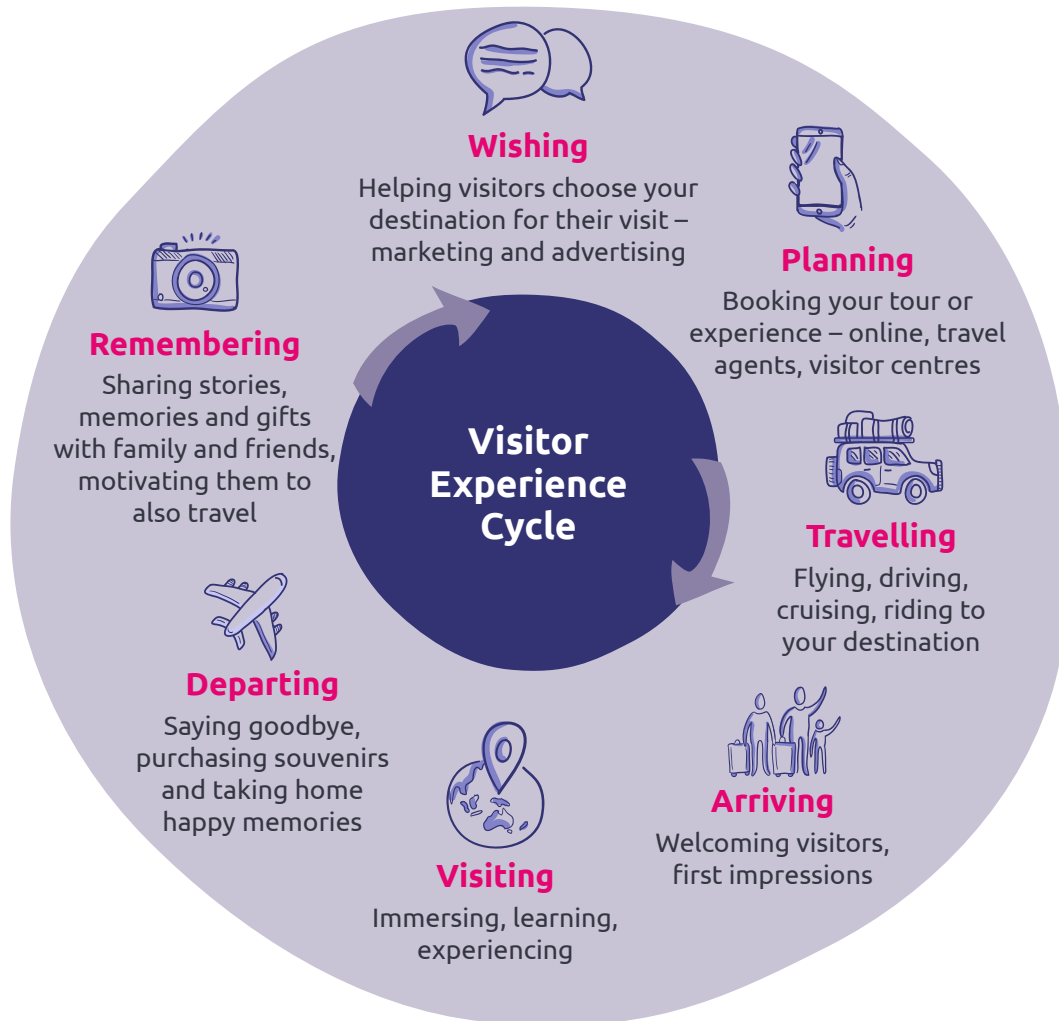 Wishing
Helping visitors choose your
destination for their visit –
marketing and advertising
Planning
Booking your tour or
experience – online, travel
agents, visitor centres
Travelling
Flying, driving,
cruising, riding to
your destination
Arriving
Welcoming visitors,
first impressions
Visiting
Immersing, learning,
experiencing
Departing
Saying goodbye,
purchasing souvenirs
and taking home
happy memories
Remembering
Sharing stories,
memories and gifts
with family and friends,
motivating them to
also travel
Visitor
Experience
Cycle